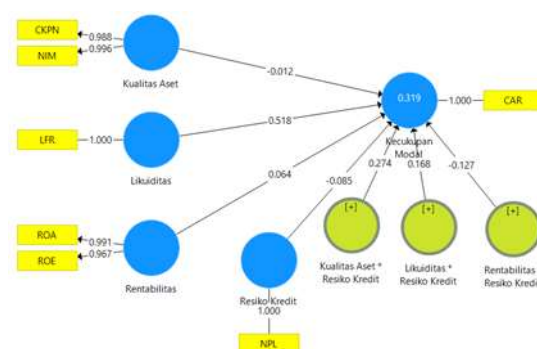 CKPN
0.988
NIM
0.996
Kualitas Aset
-0.012
LFR
1.000
Likuiditas
0.518
0.319
Kecukupan
Modal
1.000
CAR
ROA
0.991
ROE
0.967
Rentabilitas
0.064
-0.085
0.274
0.168
-0.127
Resiko Kredit
1.000
NPL
[+]
Kualitas Aset *
Resiko Kredit
[+]
Likuiditas *
Resiko Kredit
[+]
Rentabilitas
Resiko Kredit